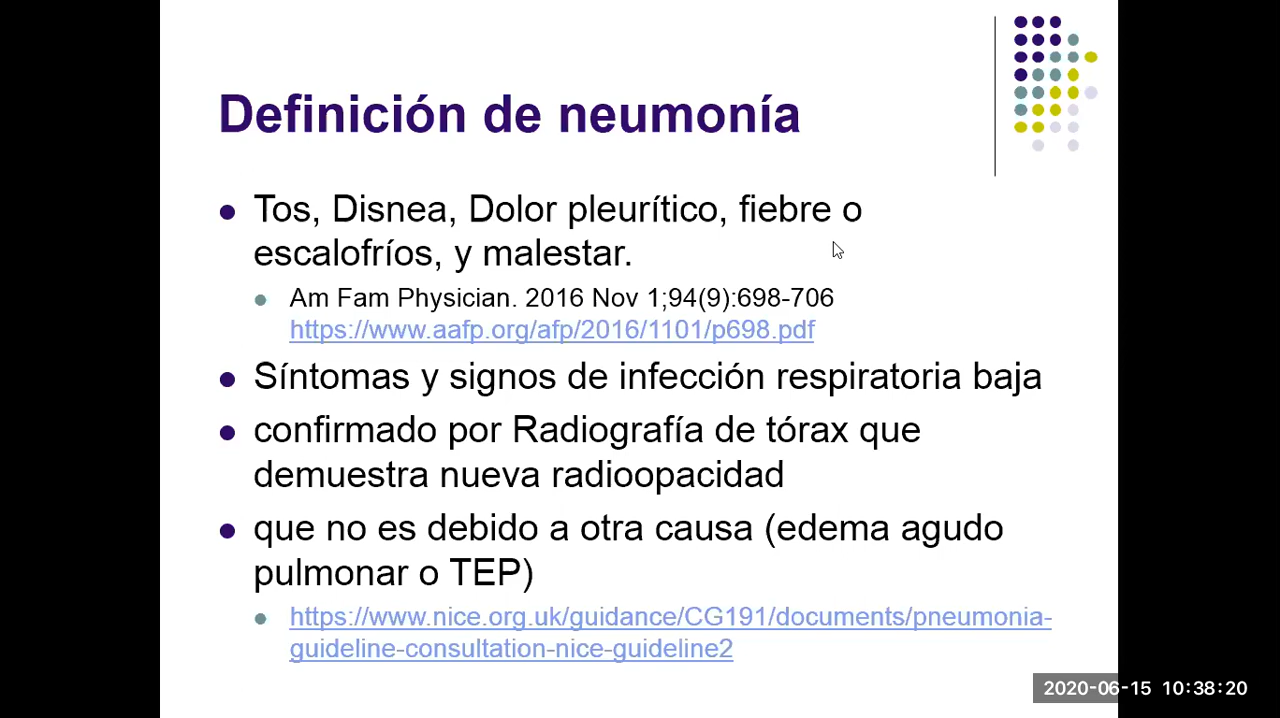 Definición de neumonía
Tos, Disnea, Dolor pleurítico, fiebre o
escalofríos, y malestar.
Am Fam Physician. 2016 Nov 1;94(9):698-706
https://www.aafp.org/afp/2016/1101/p698.pdf
Síntomas y signos de infección respiratoria baja
confirmado por Radiografía de tórax que
demuestra nueva radioopacidad
que no es debido a otra causa (edema agudo
pulmonar o TEP)
https://www.nice.org.uk/guidance/CG191/documents/pneumonia-
guideline-consultation-nice-guideline2
2020-06-15 10:38:20